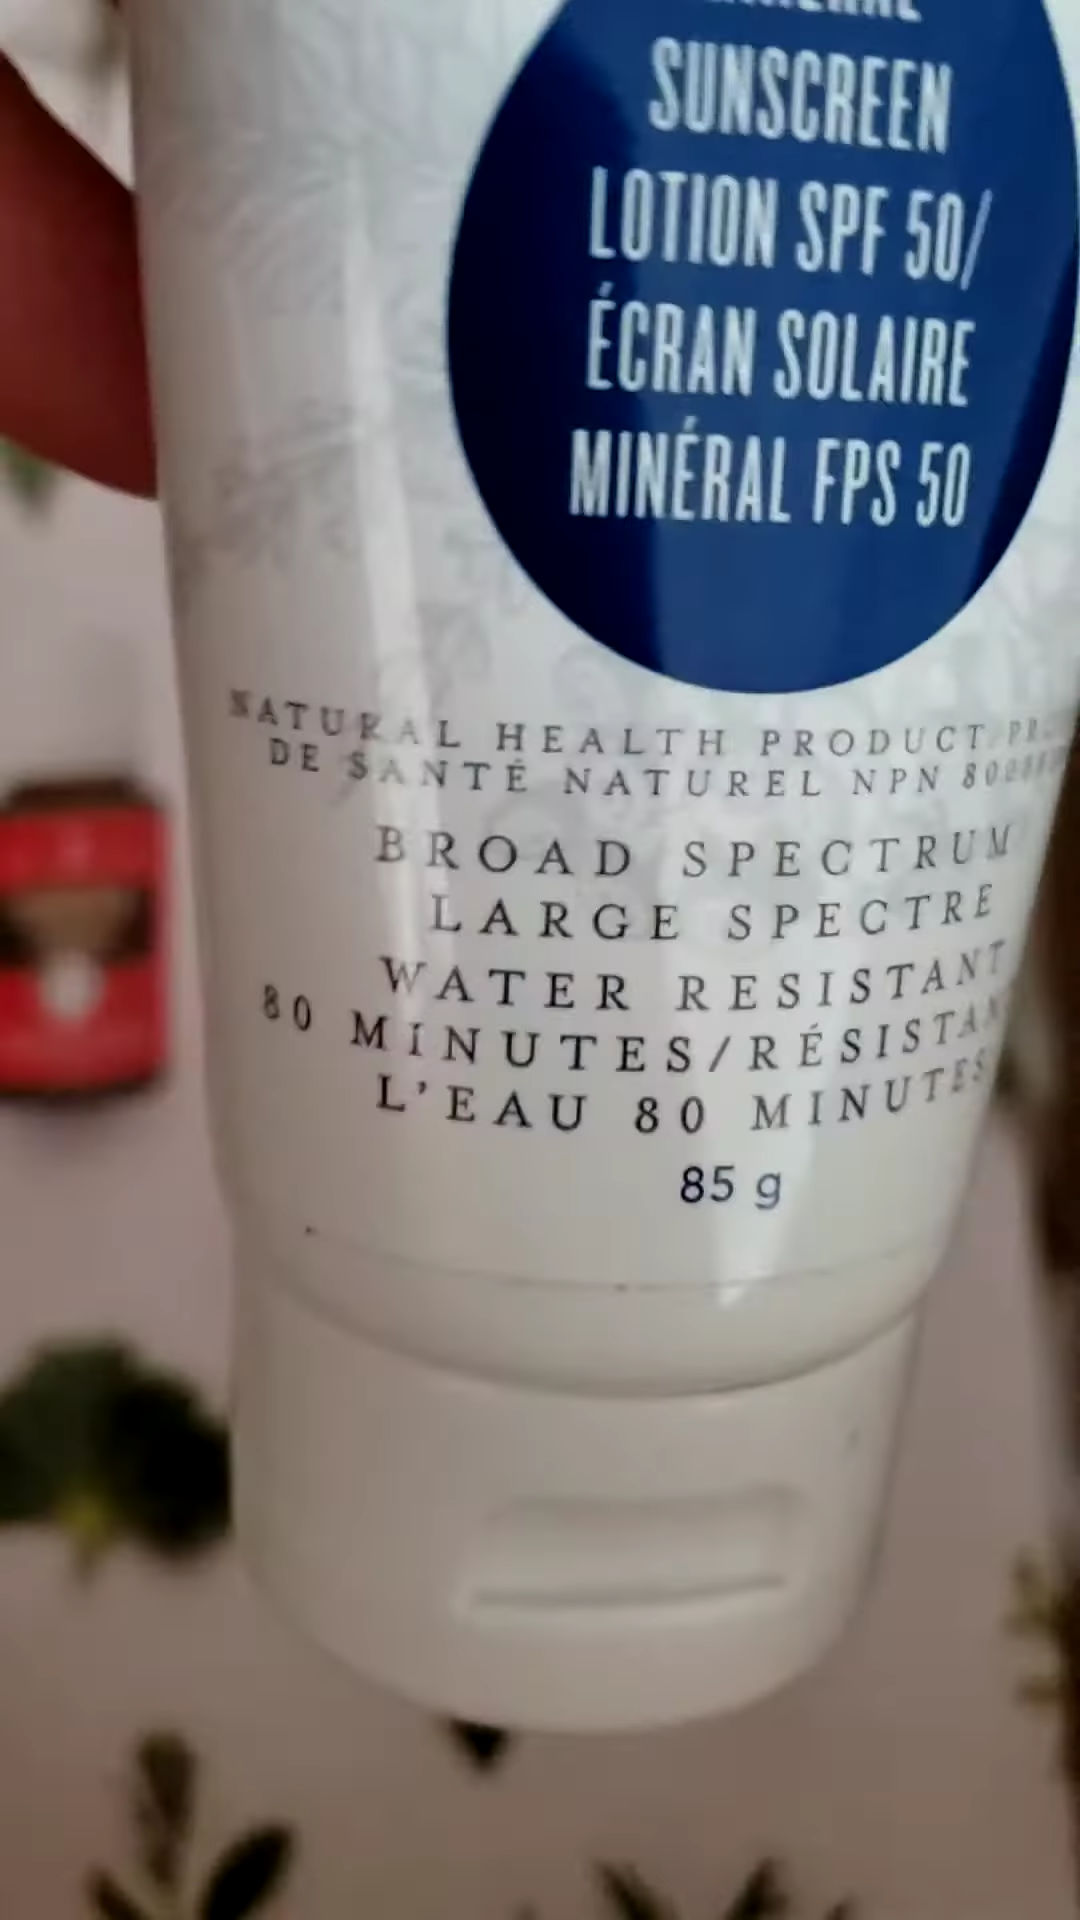 SUNSCREEN
LOTION SPF 50/
ÉCRAN SOLAIRE
MINÉRAL FPS 50
NATURAL HEALTH PRODUCT
DE SANTÉ NATUREL NPN
BROAD SPECTRUM
LARGE SPECTRE
WATER RESISTANT
80 MINUTES/
L'EAU 80 MINUTES
85 g